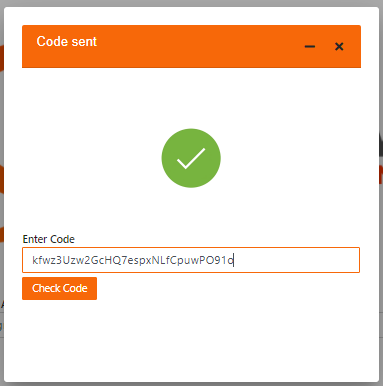 Code sent
Enter Code
kfwz3Uzw2GcHQ7espxNLfCpuwPO91o
Check Code